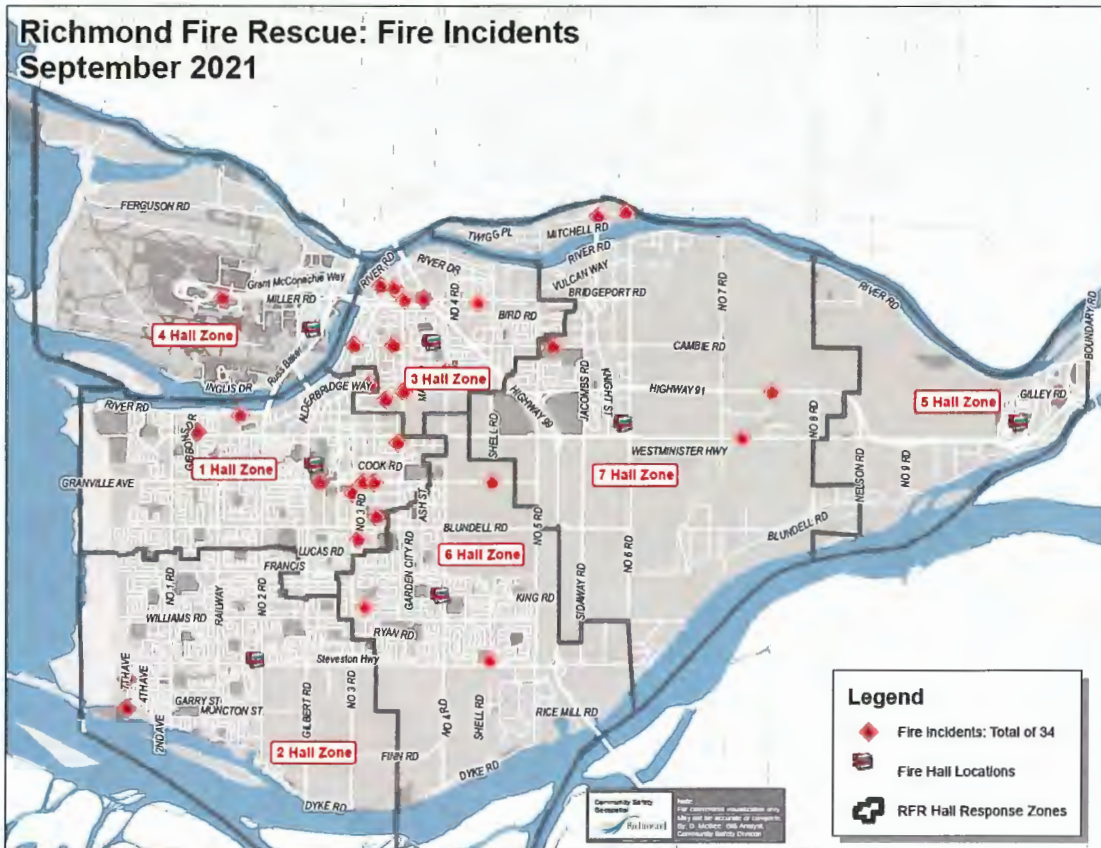 Richmond Fire Rescue: Fire Incidents
September 2021
FERGUSON RD
TWIGG PL
MITCHELL RD
RIVER RD
RIVER RD
RIVER DR
VULCAN WAY
BRIDGEPORT RD
Grant McConachie Way
MILLER RD
NO 4 RD
BIRD RD
NO 7 RD
RIVER RD
BOUNDARY RD
4 Hall Zone
Russ Baker
CAMBIE RD
INGLIS DR
ALDERBRIDGE WAY
3 Hall Zone
HIGHWAY 99
JACOMBS RD
KNIGHT ST
HIGHWAY 91
5 Hall Zone
GILLEY RD
RIVER RD
GIBBONS R
SHELL RD
NO 8 RD
WESTMINISTER HWY
1 Hall Zone
COOK RD
7 Hall Zone
NELSON RD
NO 9 RD
GRANVILLE AVE
NO 3 RD
ASH ST
BLUNDELL RD
NO 5 RD
BLUNDELL RD
LUCAS RD
6 Hall Zone
FRANCIS
GARDEN CITY RD
NO 6 RD
NO 1 RD
RAILWAY
NO 2 RD
SIDAWAY RD
KING RD
WILLIAMS RD
RYAN RD
Steveston Hwy
7TH AVE
4TH AVE
GARRY ST
MONCTON ST
2ND AVE
GILBERT RD
NO 3 RD
NO 4 RD
SHELL RD
RICE MILL RD
2 Hall Zone
FINN RD
DYKE RD
DYKE RD
Legend
Fire Incidents: Total of 34
Fire Hall Locations
RFR Hall Response Zones
Community Safety
Geospatial
Richmond
Note:
Community Safety Division